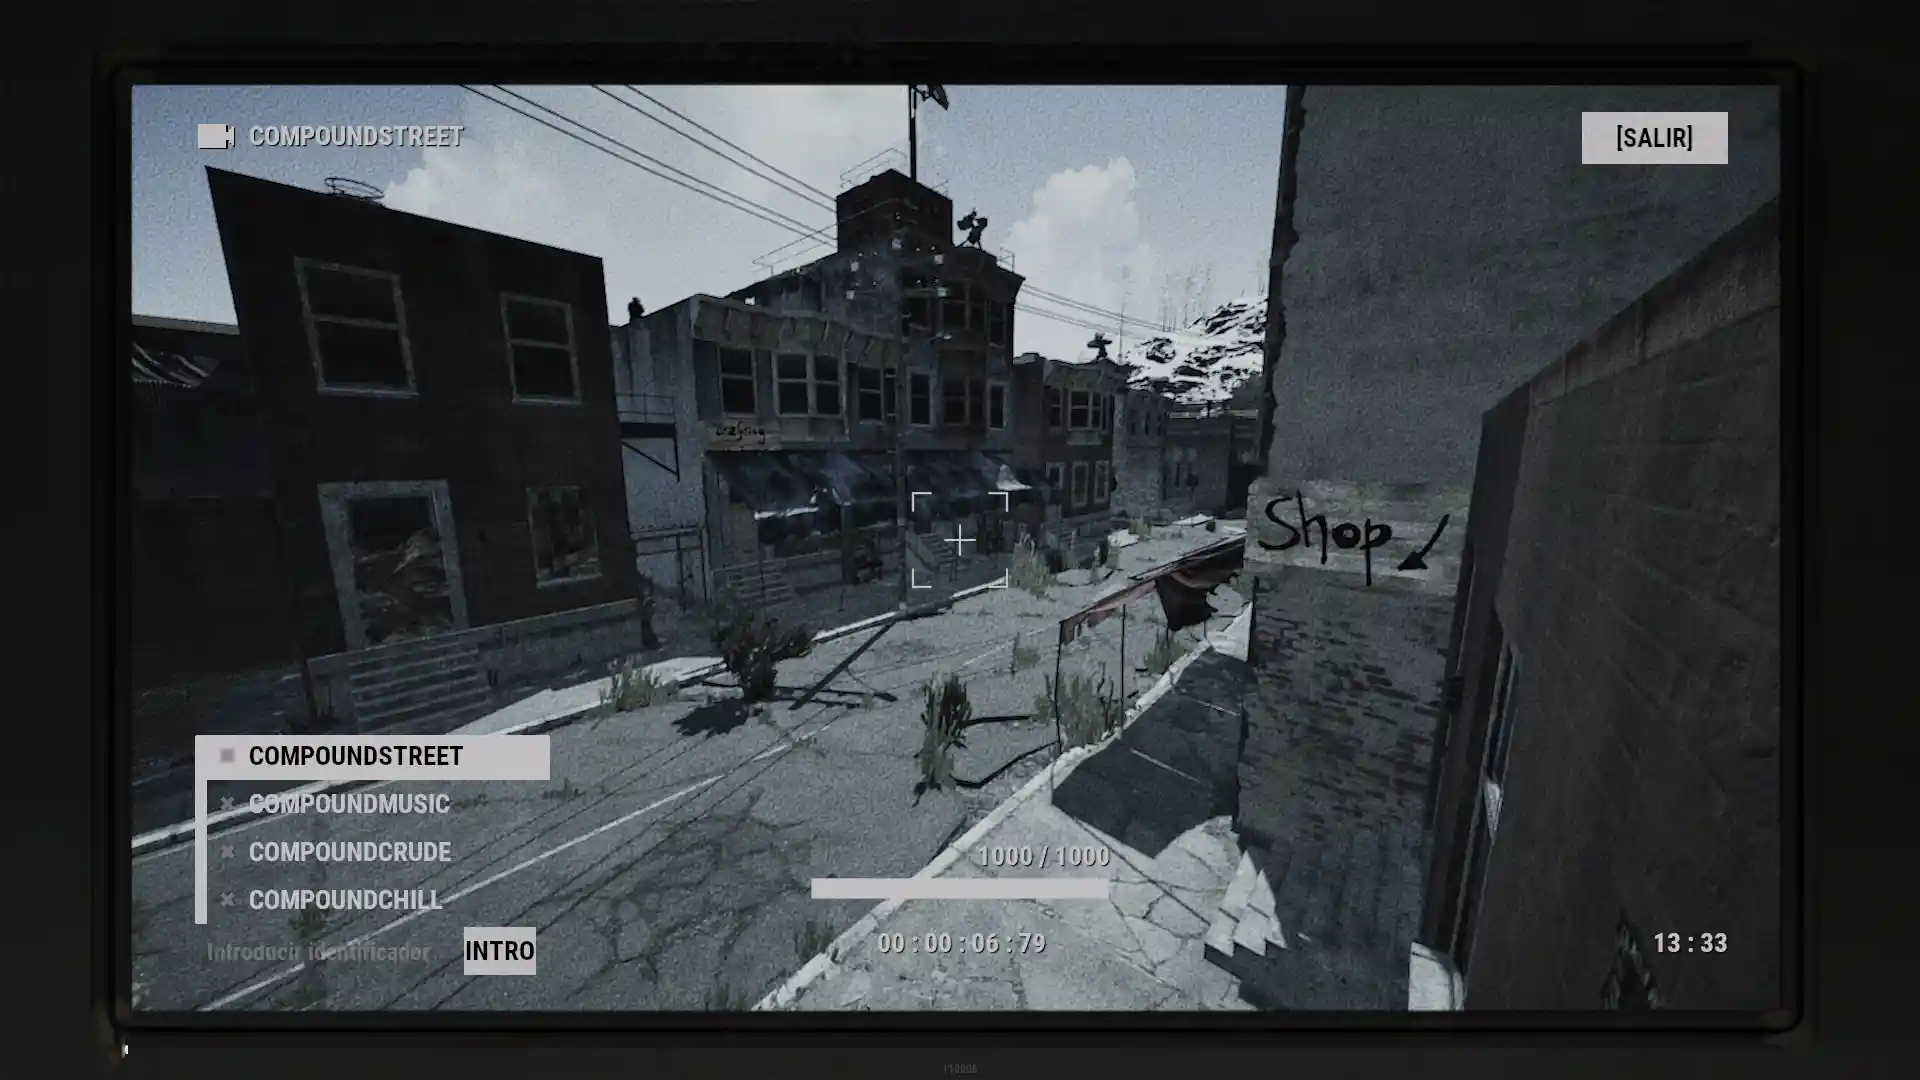 COMPOUNDSTREET
[SALIR]
Shop
COMPOUNDSTREET
COMPOUNDMUSIC
COMPOUNDCRUDE
COMPOUNDCHILL
1000 / 1000
Introducir identificador
INTRO
00:00:06:79
13:33